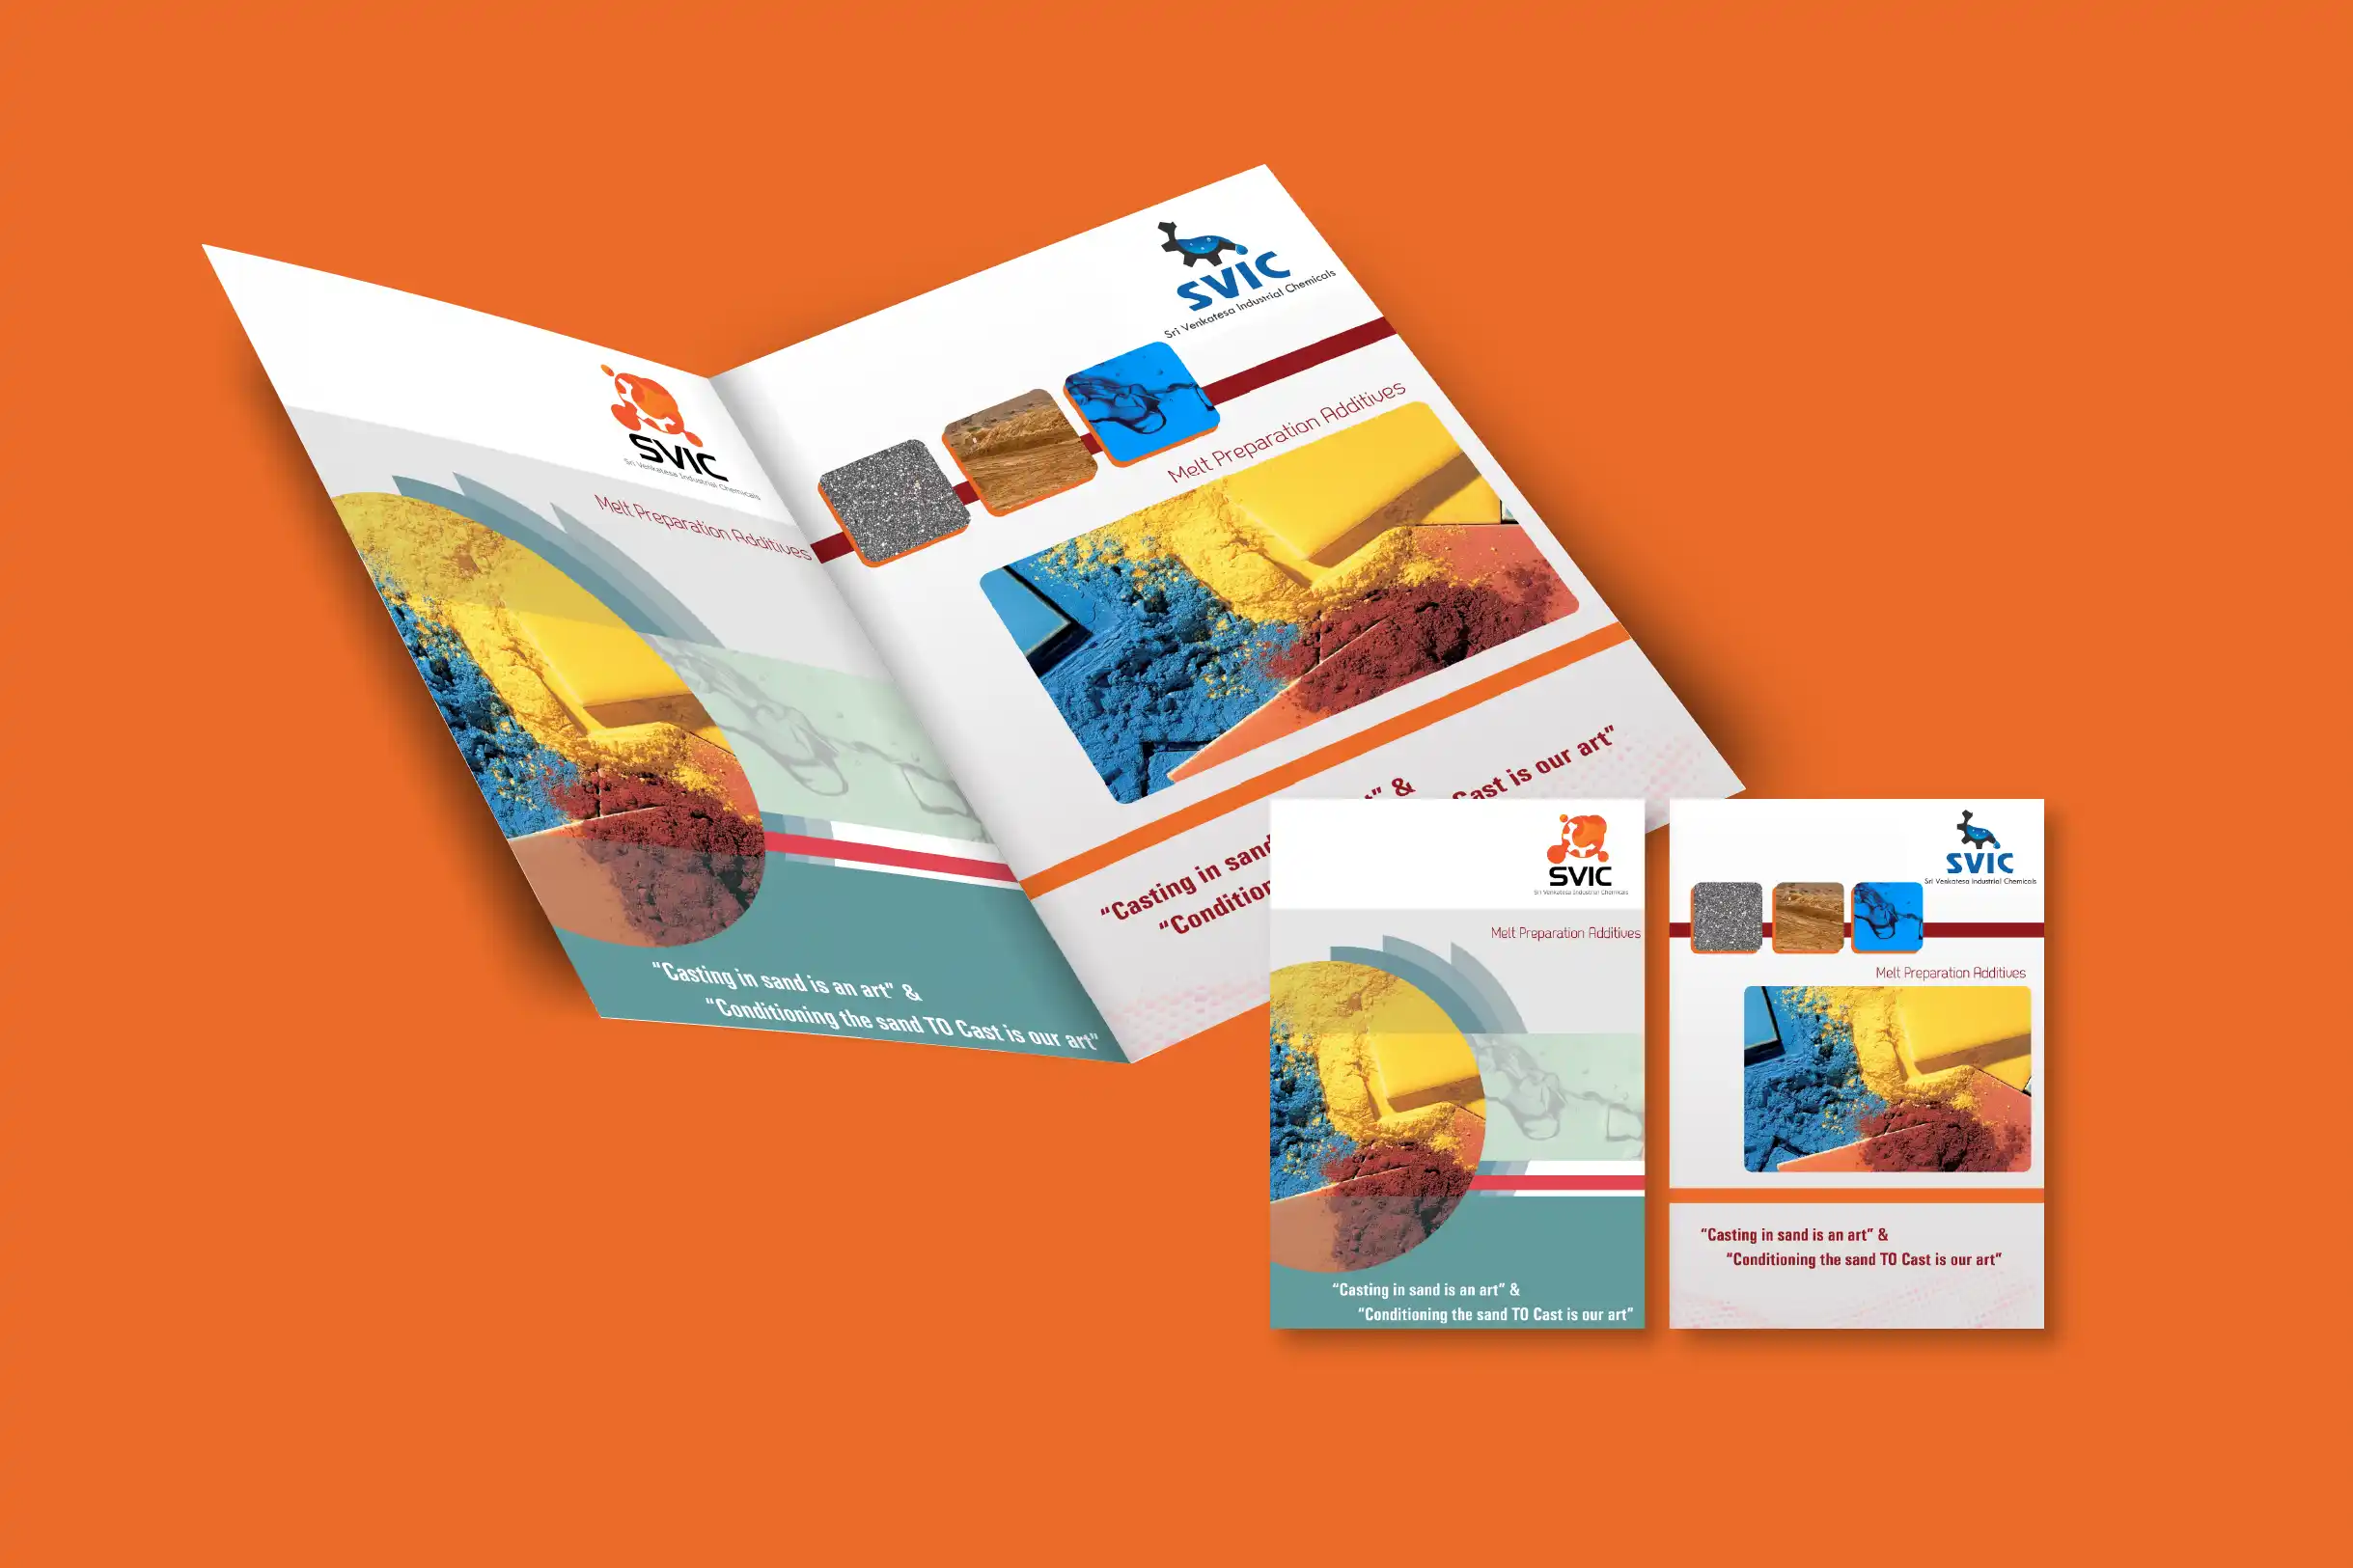 SVIC
Sri Venkatesa Industrial Chemicals
Melt Preparation Additives
“Casting in sand is an art” &
“Conditioning the sand TO Cast is our art”
SVIC
Sri Venkatesa Industrial Chemicals
Melt Preparation Additives
“Casting in sand
t” &
“Condition
Cast is our art”
SVIC
Sri Venkatesa Industrial Chemicals
Melt Preparation Additives
“Casting in sand is an art” &
“Conditioning the sand TO Cast is our art”
SVIC
Sri Venkatesa Industrial Chemicals
Melt Preparation Additives
“Casting in sand is an art” &
“Conditioning the sand TO Cast is our art”